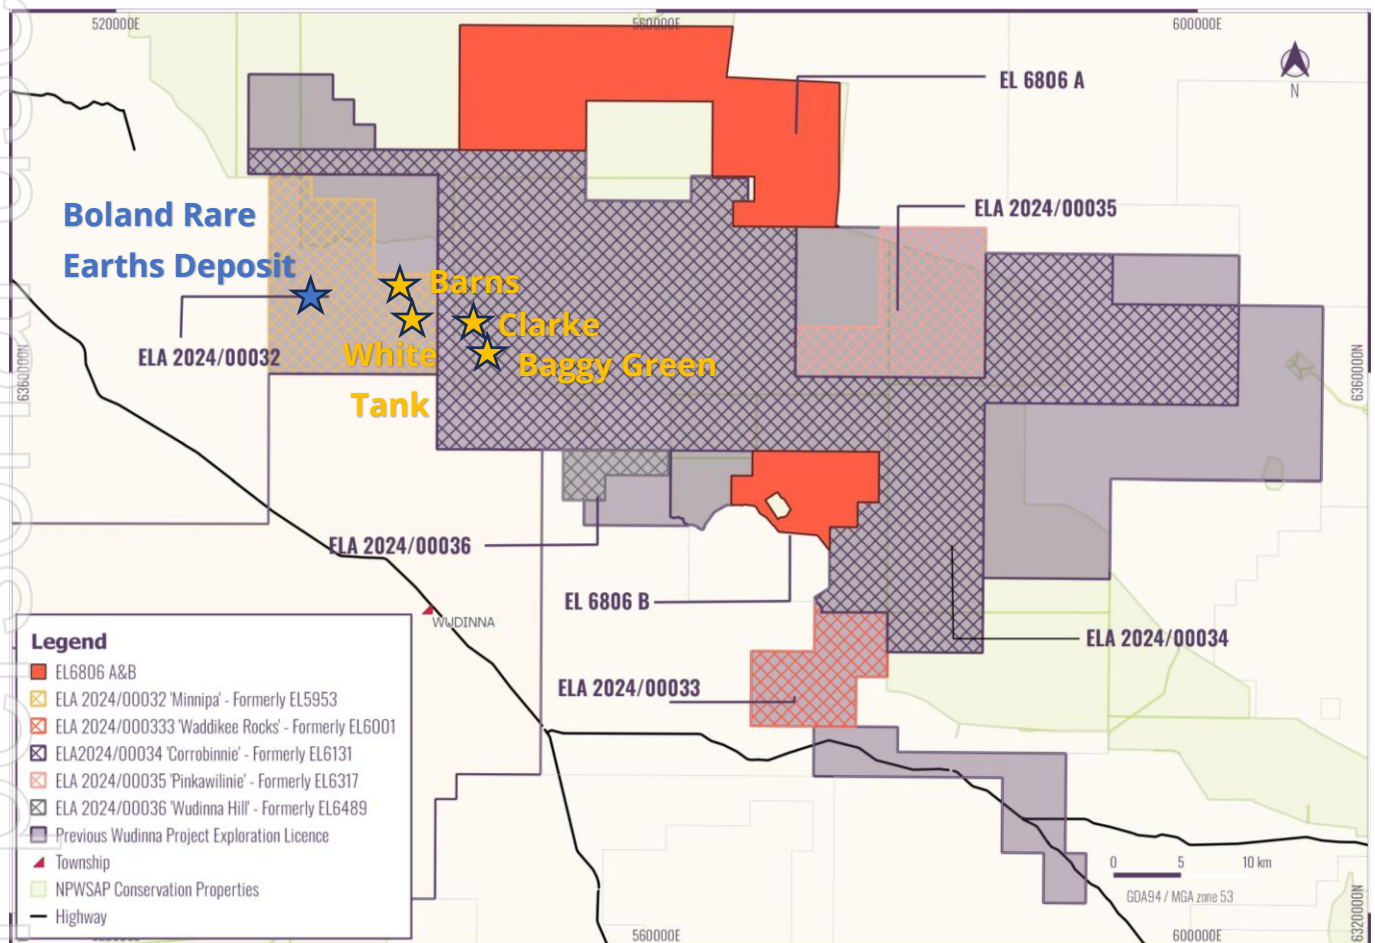 520000E
560000E
600000E
EL 6806 A
N
ELA 2024/00035
Boland Rare
Earths Deposit
Barns
Clarke
White
Tank
Baggy Green
ELA 2024/00032
6360000N
6360000N
ELA 2024/00036
EL 6806 B
WUDINNA
ELA 2024/00034
ELA 2024/00033
Legend
EL6806 A&B
ELA 2024/00032 'Minnipa' - Formerly EL5953
ELA 2024/000333 'Waddikee Rocks' - Formerly EL6001
ELA2024/00034 'Corrobinnie' - Formerly EL6131
ELA 2024/00035 'Pinkawilinie' - Formerly EL6317
ELA 2024/00036 'Wudinna Hill' - Formerly EL6489
Previous Wudinna Project Exploration Licence
Township
NPWSAP Conservation Properties
Highway
0 5 10 km
GDA94 / MGA zone 53
6320000N
560000E
600000E